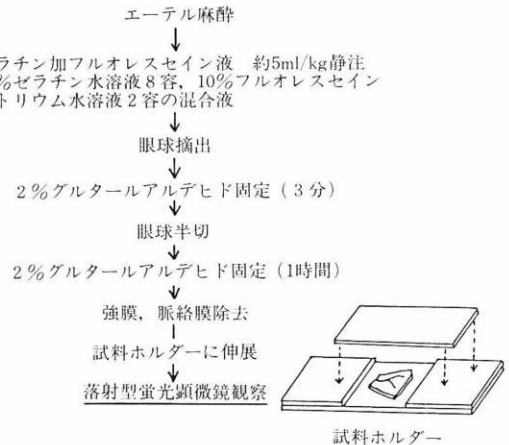 エーテル麻酔
ラチン加フルオレスセイン液 約5ml/kg静注
%ゼラチン水溶液8容，10%フルオレスセイン
トリウム水溶液2容の混合液
眼球摘出
2%グルタールアルデヒド固定（3分）
眼球半切
2%グルタールアルデヒド固定（1時間）
強膜，脈絡膜除去
試料ホルダーに伸展
落射型蛍光顕微鏡観察
試料ホルダー